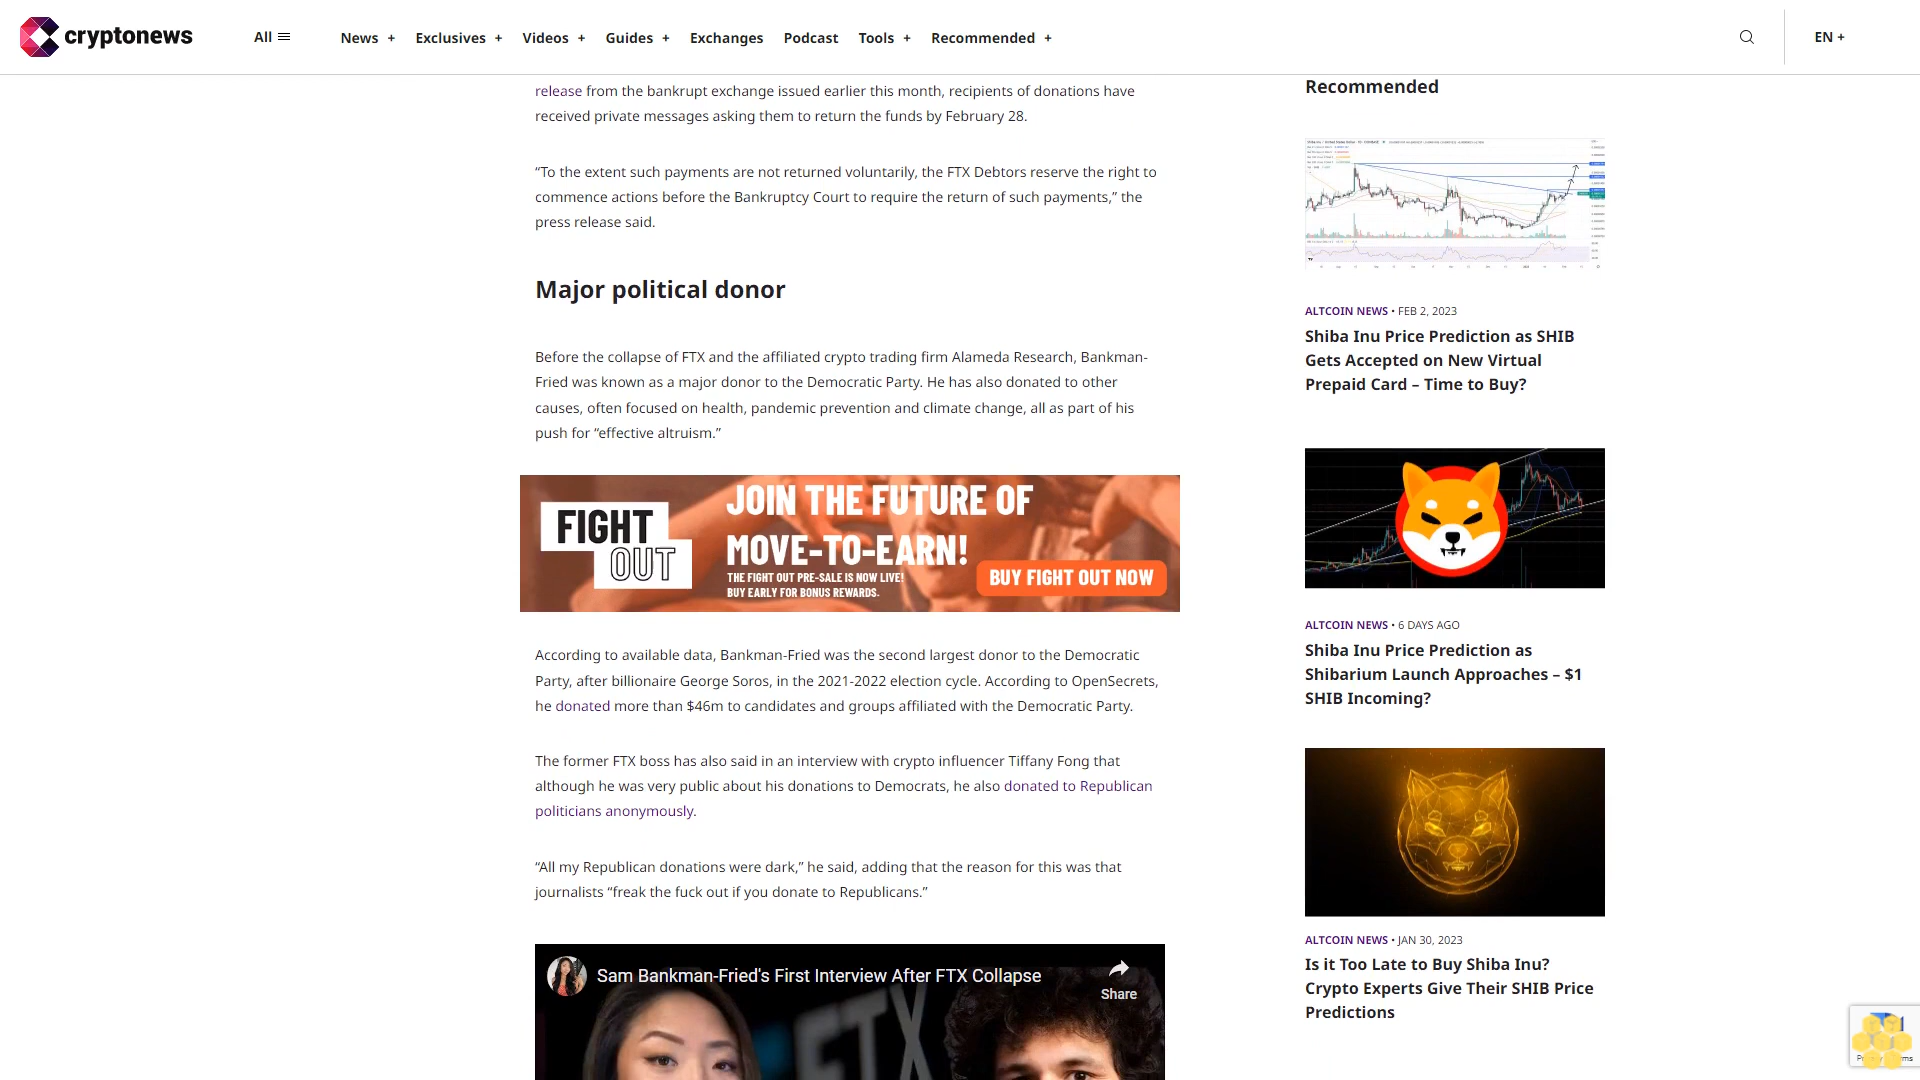 cryptonews
All
News +
Exclusives +
Videos +
Guides +
Exchanges
Podcast
Tools +
Recommended +
EN +
release from the bankrupt exchange issued earlier this month, recipients of donations have
received private messages asking them to return the funds by February 28.
“To the extent such payments are not returned voluntarily, the FTX Debtors reserve the right to
commence actions before the Bankruptcy Court to require the return of such payments,” the
press release said.
Major political donor
Before the collapse of FTX and the affiliated crypto trading firm Alameda Research, Bankman-
Fried was known as a major donor to the Democratic Party. He has also donated to other
causes, often focused on health, pandemic prevention and climate change, all as part of his
push for “effective altruism.”
FIGHT
OUT
JOIN THE FUTURE OF
MOVE-TO-EARN!
THE FIGHT OUT PRE-SALE IS NOW LIVE!
BUY EARLY FOR BONUS REWARDS.
BUY FIGHT OUT NOW
According to available data, Bankman-Fried was the second largest donor to the Democratic
Party, after billionaire George Soros, in the 2021-2022 election cycle. According to OpenSecrets,
he donated more than $46m to candidates and groups affiliated with the Democratic Party.
The former FTX boss has also said in an interview with crypto influencer Tiffany Fong that
although he was very public about his donations to Democrats, he also donated to Republican
politicians anonymously.
“All my Republican donations were dark,” he said, adding that the reason for this was that
journalists “freak the fuck out if you donate to Republicans.”
Sam Bankman-Fried's First Interview After FTX Collapse
Share
FTX
Recommended
ALTCOIN NEWS • FEB 2, 2023
Shiba Inu Price Prediction as SHIB
Gets Accepted on New Virtual
Prepaid Card – Time to Buy?
ALTCOIN NEWS • 6 DAYS AGO
Shiba Inu Price Prediction as
Shibarium Launch Approaches – $1
SHIB Incoming?
ALTCOIN NEWS • JAN 30, 2023
Is it Too Late to Buy Shiba Inu?
Crypto Experts Give Their SHIB Price
Predictions